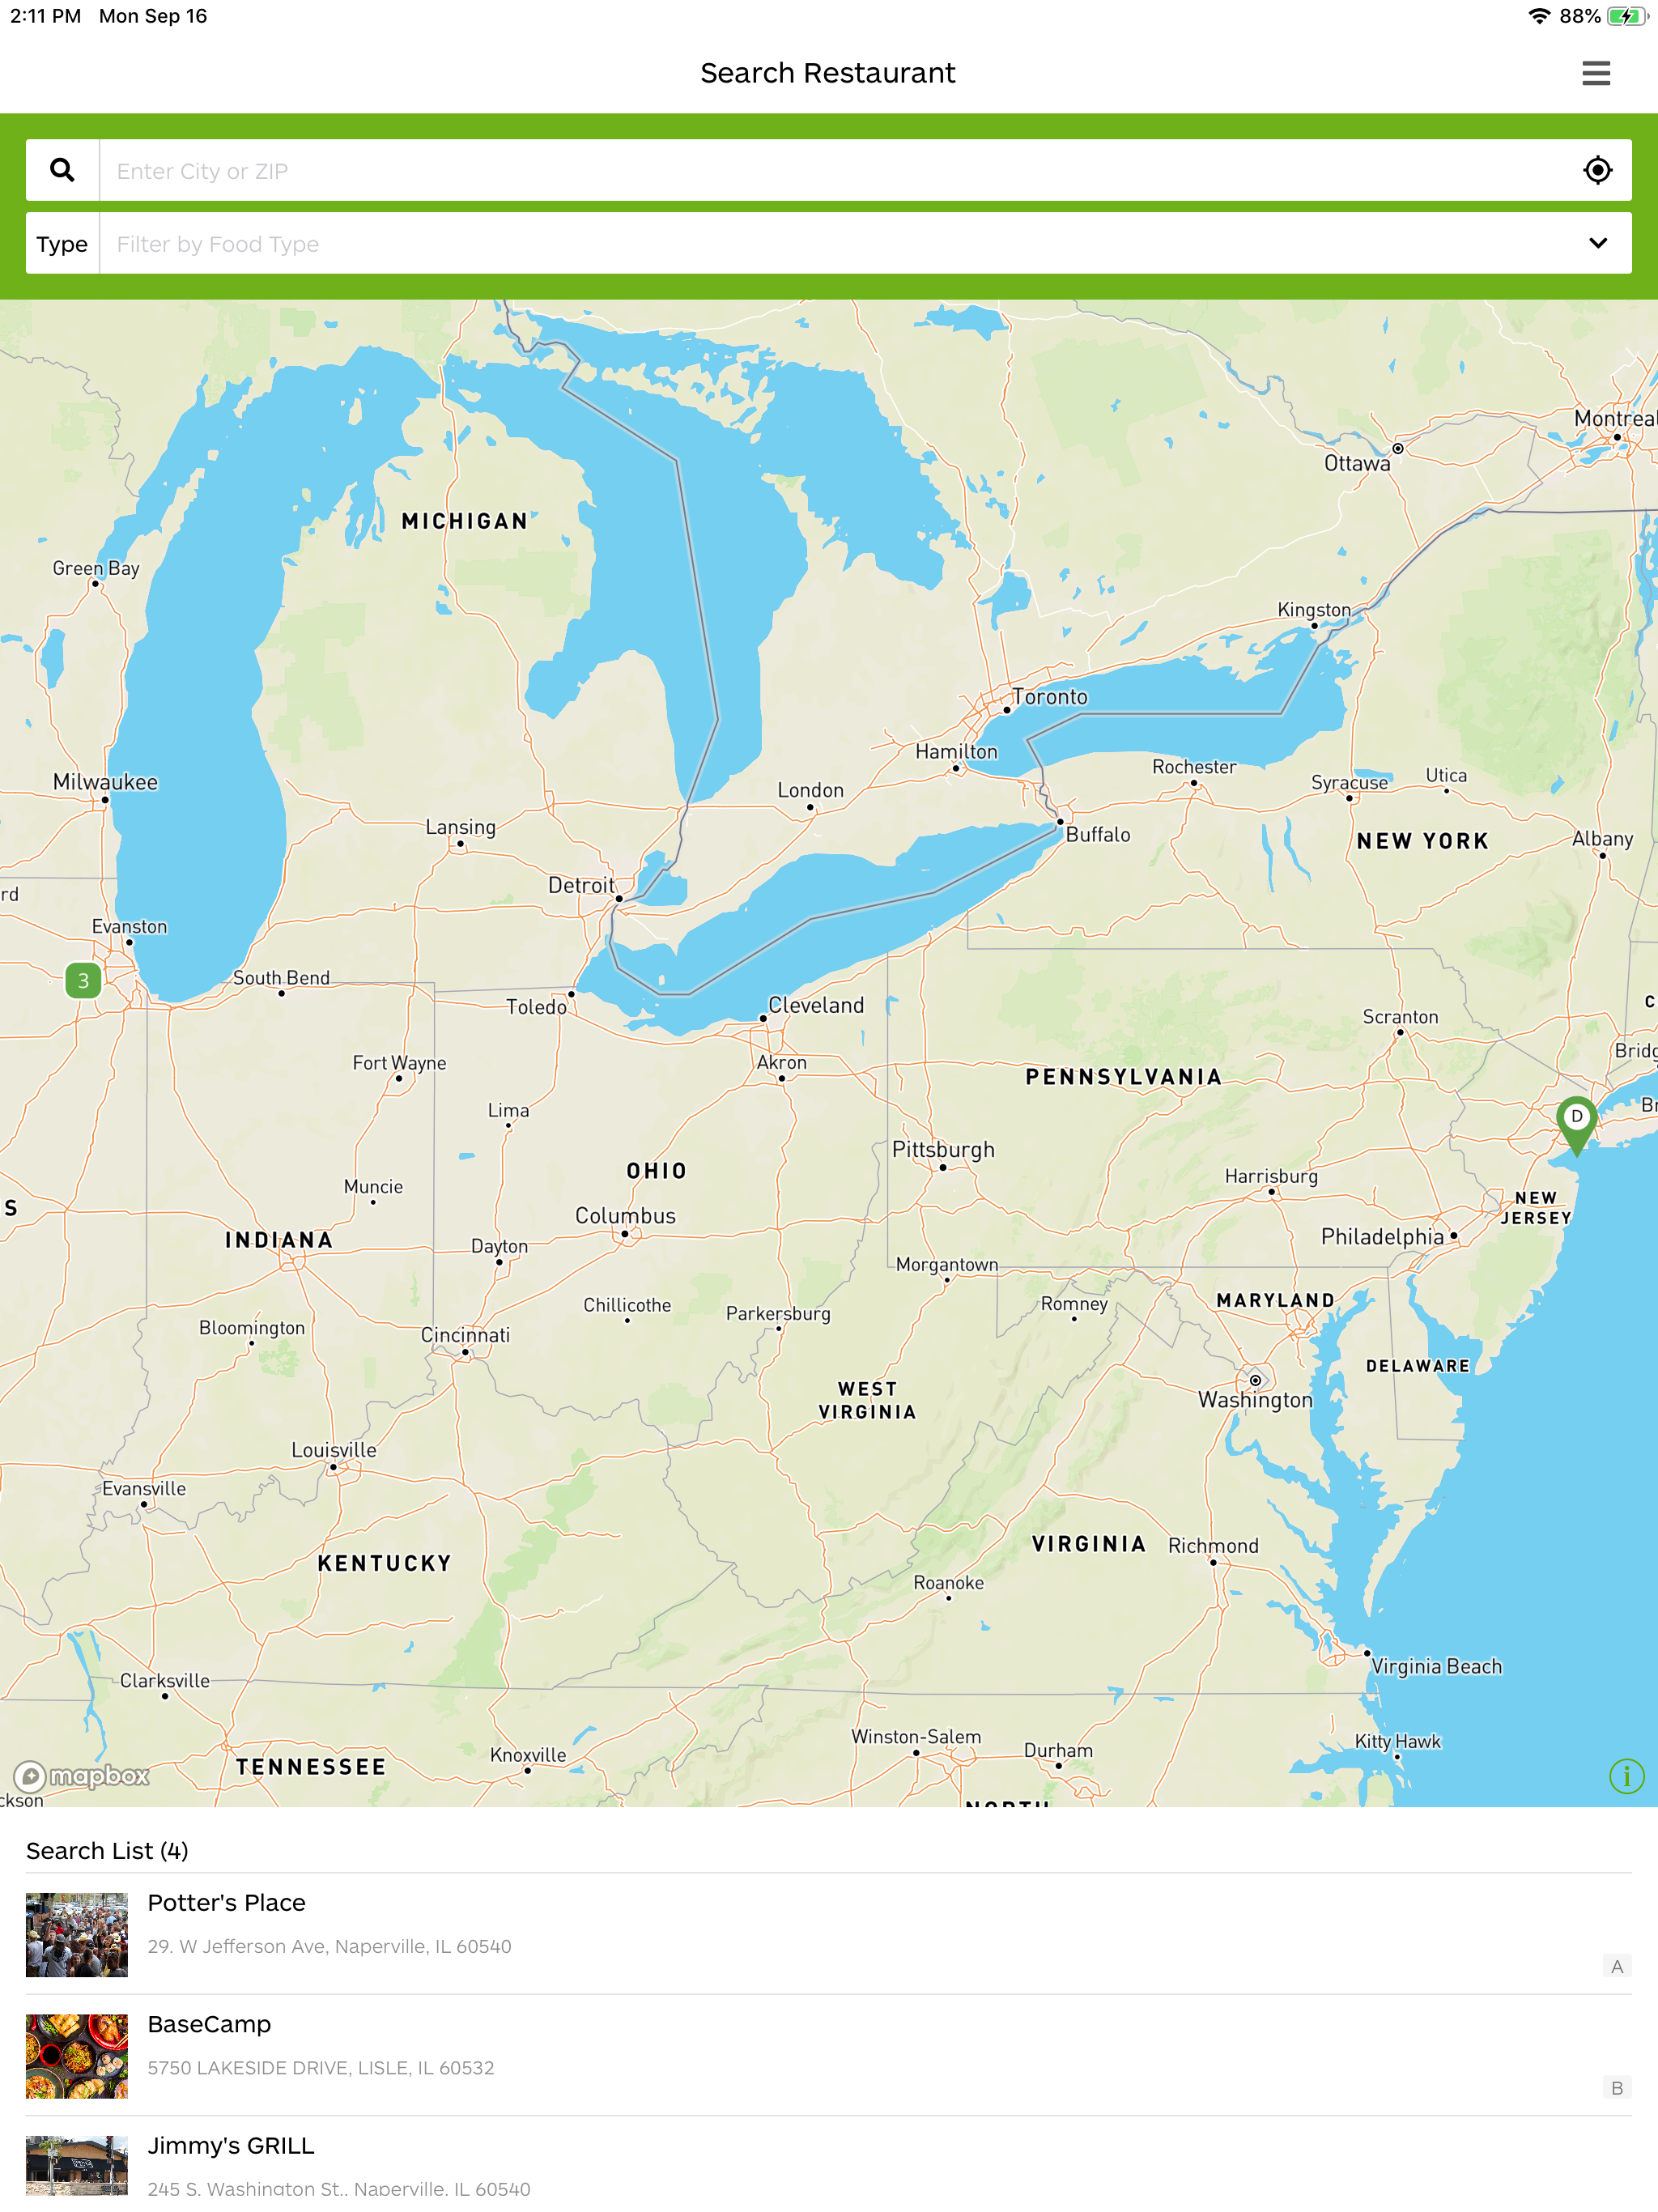 2:11 PM Mon Sep 16
88%
Search Restaurant
Enter City or ZIP
Type
Filter by Food Type
Montreal
Ottawa
MICHIGAN
Green Bay
Kingston
Toronto
Hamilton
Rochester
Milwaukee
London
Syracuse
Utica
Lansing
Buffalo
NEW YORK
Albany
Detroit
rd
Evanston
3
South Bend
Toledo
Cleveland
C
Scranton
Fort Wayne
Akron
Bridg
PENNSYLVANIA
Lima
Br
D
Pittsburgh
OHIO
Harrisburg
Muncie
NEW
JERSEY
S
Columbus
Philadelphia
INDIANA
Dayton
Morgantown
MARYLAND
Romney
Chillicothe
Parkersburg
Bloomington
Cincinnati
DELAWARE
WEST
VIRGINIA
Washington
Louisville
Evansville
VIRGINIA
Richmond
KENTUCKY
Roanoke
Virginia Beach
Clarksville
Winston-Salem
Kitty Hawk
Durham
Knoxville
TENNESSEE
mapbox
i
ckson
NORTH
Search List (4)
Potter's Place
29. W Jefferson Ave, Naperville, IL 60540
A
BaseCamp
5750 LAKESIDE DRIVE, LISLE, IL 60532
B
Jimmy's GRILL
245 S. Washington St., Naperville, IL 60540